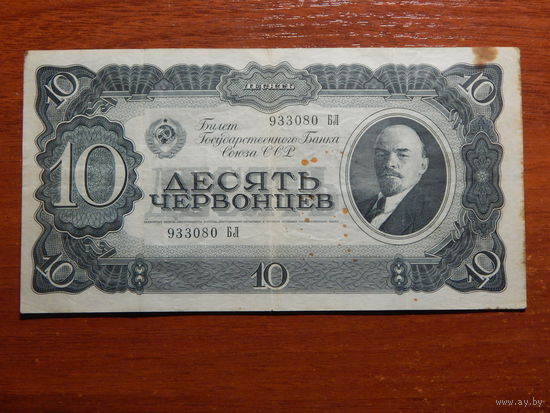 10 ДЕСЯТЬ 10
Билет 933080 БЛ
Государственного Банка
Союза ССР
10
ДЕСЯТЬ
ЧЕРВОНЦЕВ
933080 БЛ
10 10 10
www.ay.by